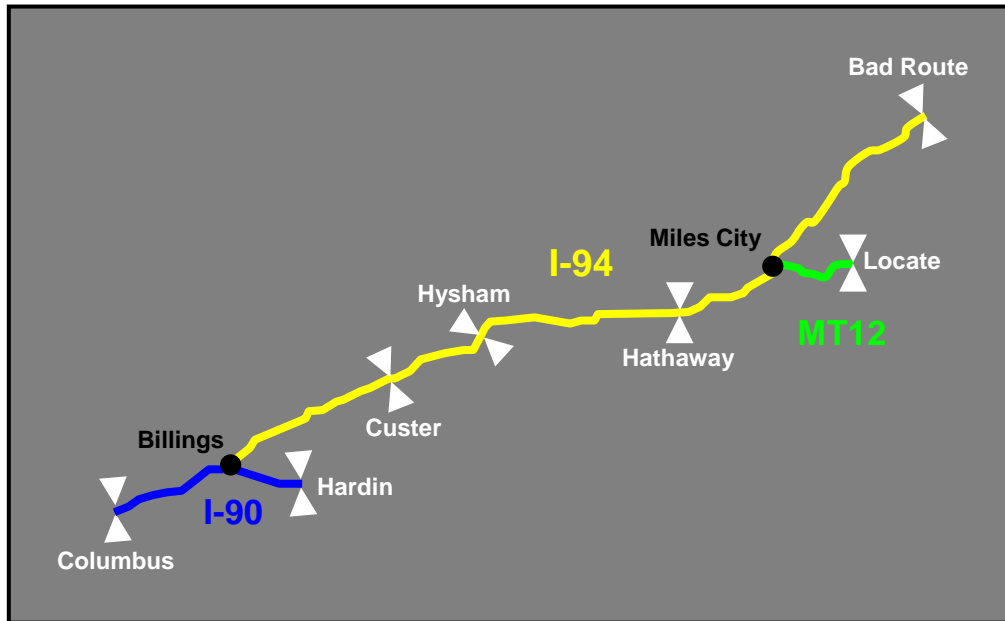 Bad Route
Miles City
Locate
I-94
Hysham
MT12
Hathaway
Custer
Billings
Hardin
I-90
Columbus